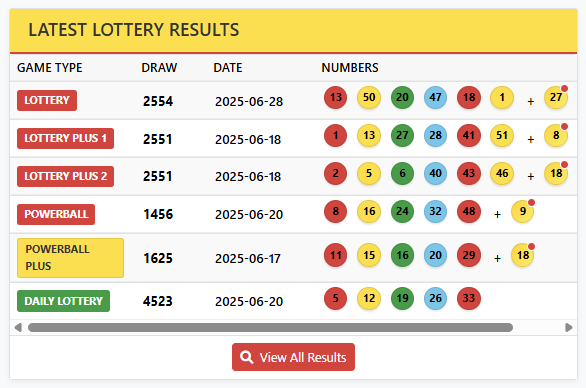 LATEST LOTTERY RESULTS
GAME TYPE DRAW DATE NUMBERS
LOTTERY 2554 2025-06-28 13 50 20 47 18 1 + 27
LOTTERY PLUS 1 2551 2025-06-18 1 13 27 28 41 51 + 8
LOTTERY PLUS 2 2551 2025-06-18 2 5 6 40 43 46 + 18
POWERBALL 1456 2025-06-20 8 16 24 32 48 + 9
POWERBALL
PLUS 1625 2025-06-17 11 15 16 20 29 + 18
DAILY LOTTERY 4523 2025-06-20 5 12 19 26 33
View All Results